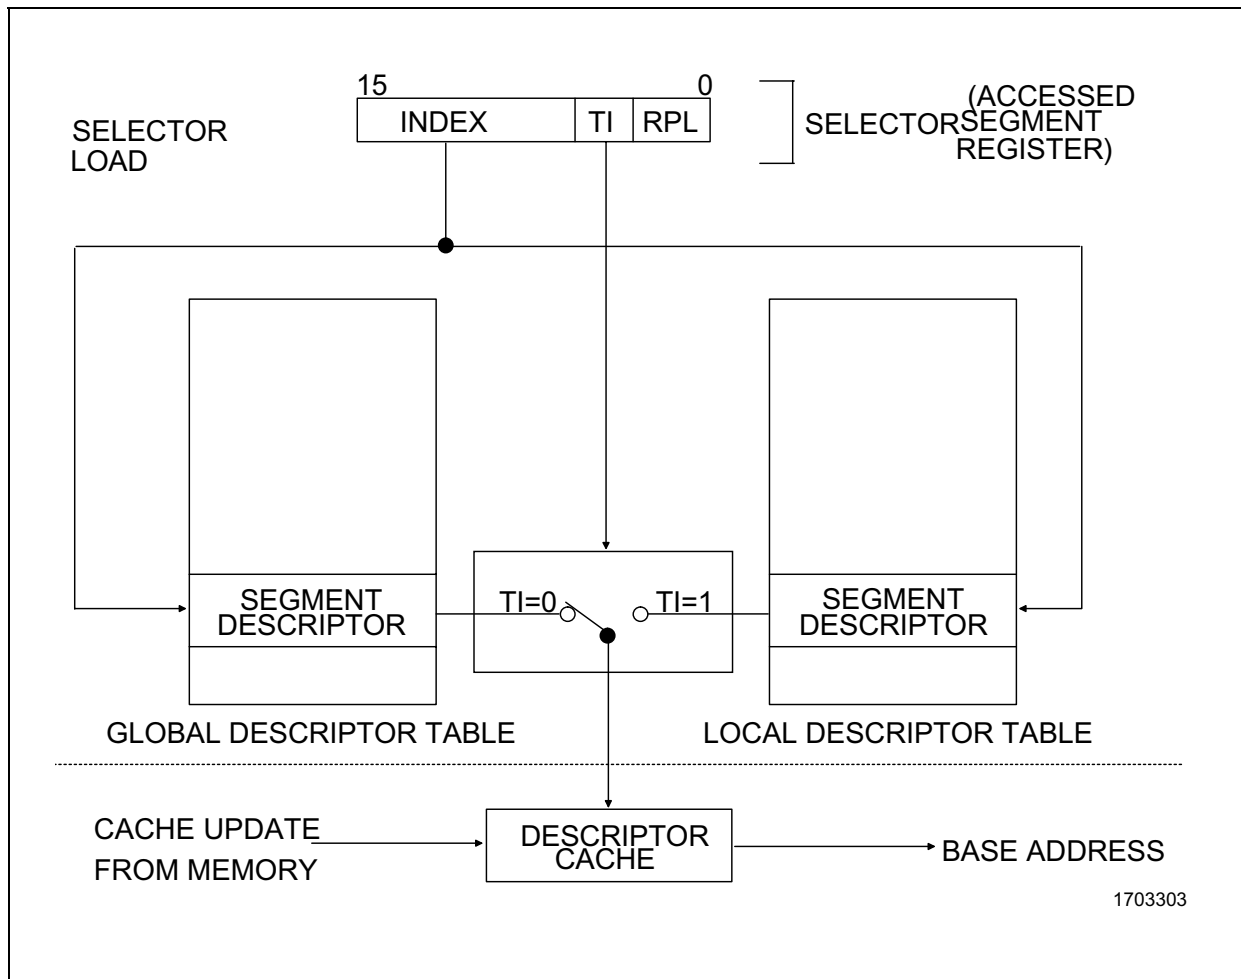 15 0
INDEX TI RPL
SELECTOR
LOAD
SELECTOR
(ACCESSED
SEGMENT
REGISTER)
TI=0 TI=1
SEGMENT
DESCRIPTOR
SEGMENT
DESCRIPTOR
GLOBAL DESCRIPTOR TABLE
LOCAL DESCRIPTOR TABLE
CACHE UPDATE
FROM MEMORY
DESCRIPTOR
CACHE
BASE ADDRESS
1703303